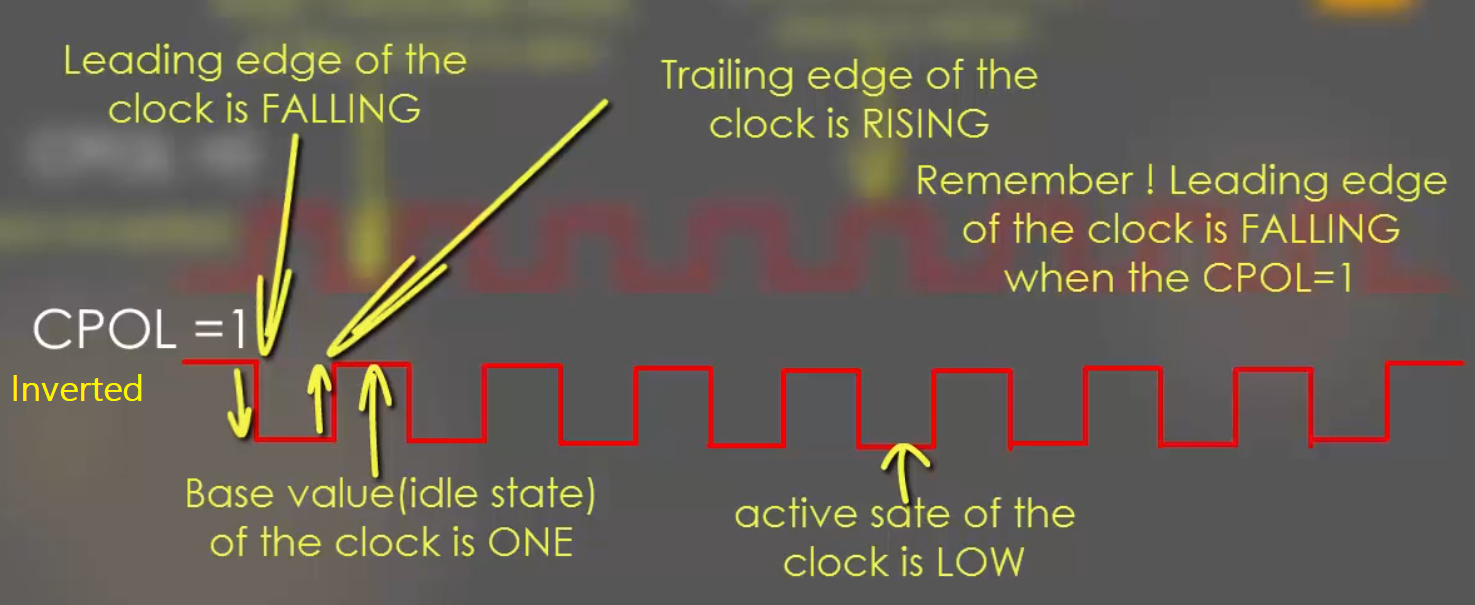 Leading edge of the
clock is FALLING
Trailing edge of the
clock is RISING
Remember ! Leading edge
of the clock is FALLING
when the CPOL=1
CPOL =1
Inverted
Base value(idle state)
of the clock is ONE
active sate of the
clock is LOW